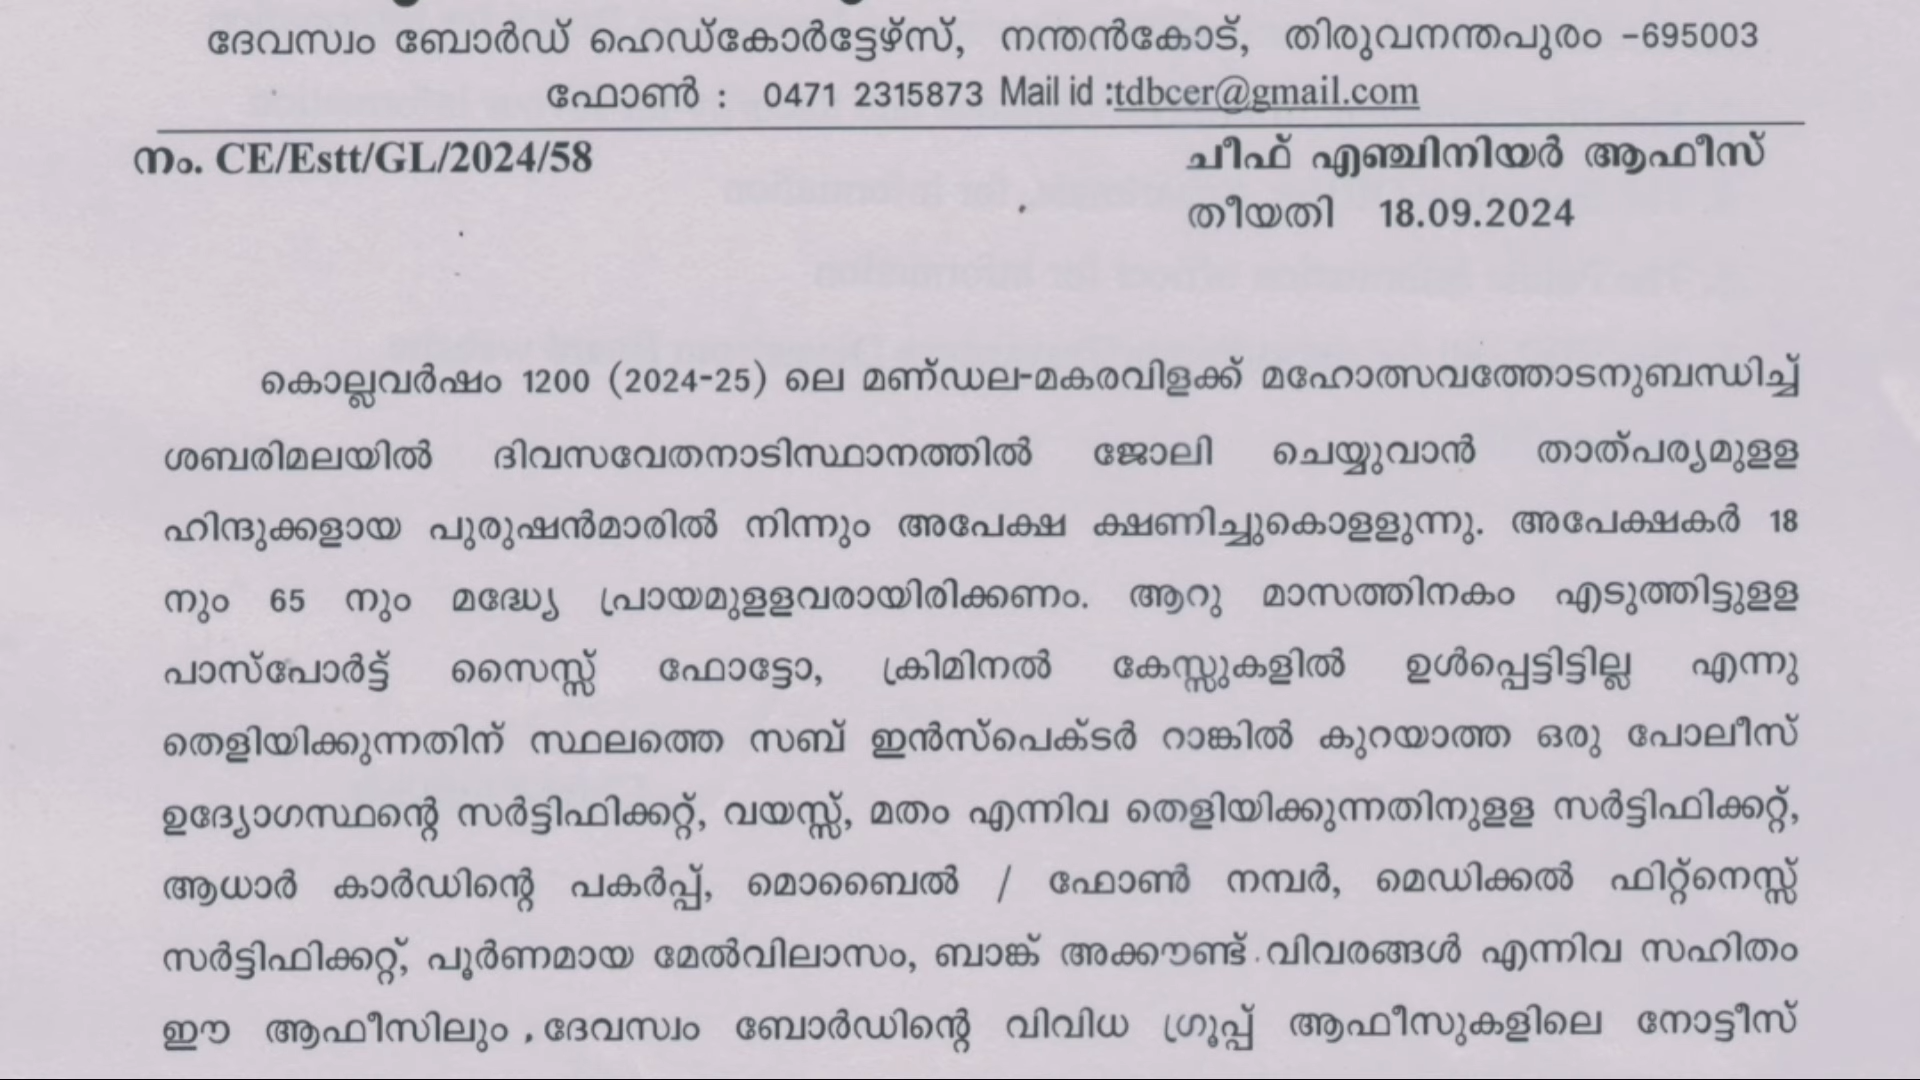 ദേവസ്വം ബോർഡ് ഹെഡ്കോർട്ടേഴ്സ്, നന്തൻകോട്, തിരുവനന്തപുരം -695003
ഫോൺ : 0471 2315873 Mail id :tdbcer@gmail.com
നം. CE/Estt/GL/2024/58
ചീഫ് എഞ്ചിനിയർ ആഫീസ്
തീയതി 18.09.2024
കൊല്ലവർഷം 1200 (2024-25) ലെ മണ്ഡല-മകരവിളക്ക് മഹോത്സവത്തോടനുബന്ധിച്ച്
ശബരിമലയിൽ ദിവസവേതനാടിസ്ഥാനത്തിൽ ജോലി ചെയ്യുവാൻ താത്പര്യമുളള
ഹിന്ദുക്കളായ പുരുഷൻമാരിൽ നിന്നും അപേക്ഷ ക്ഷണിച്ചുകൊളളുന്നു. അപേക്ഷകർ 18
നും 65 നും മദ്ധ്യേ പ്രായമുളളവരായിരിക്കണം. ആറു മാസത്തിനകം എടുത്തിട്ടുളള
പാസ്പോർട്ട് സൈസ്സ് ഫോട്ടോ, ക്രിമിനൽ കേസ്സുകളിൽ ഉൾപ്പെട്ടിട്ടില്ല എന്നു
തെളിയിക്കുന്നതിന് സ്ഥലത്തെ സബ് ഇൻസ്പെക്ടർ റാങ്കിൽ കുറയാത്ത ഒരു പോലീസ്
ഉദ്യോഗസ്ഥന്റെ സർട്ടിഫിക്കറ്റ്, വയസ്സ്, മതം എന്നിവ തെളിയിക്കുന്നതിനുളള സർട്ടിഫിക്കറ്റ്,
ആധാർ കാർഡിന്റെ പകർപ്പ്, മൊബൈൽ / ഫോൺ നമ്പർ, മെഡിക്കൽ ഫിറ്റ്നെസ്സ്
സർട്ടിഫിക്കറ്റ്, പൂർണമായ മേൽവിലാസം, ബാങ്ക് അക്കൗണ്ട് വിവരങ്ങൾ എന്നിവ സഹിതം
ഈ ആഫീസിലും, ദേവസ്വം ബോർഡിന്റെ വിവിധ ഗ്രൂപ്പ് ആഫീസുകളിലെ നോട്ടീസ്